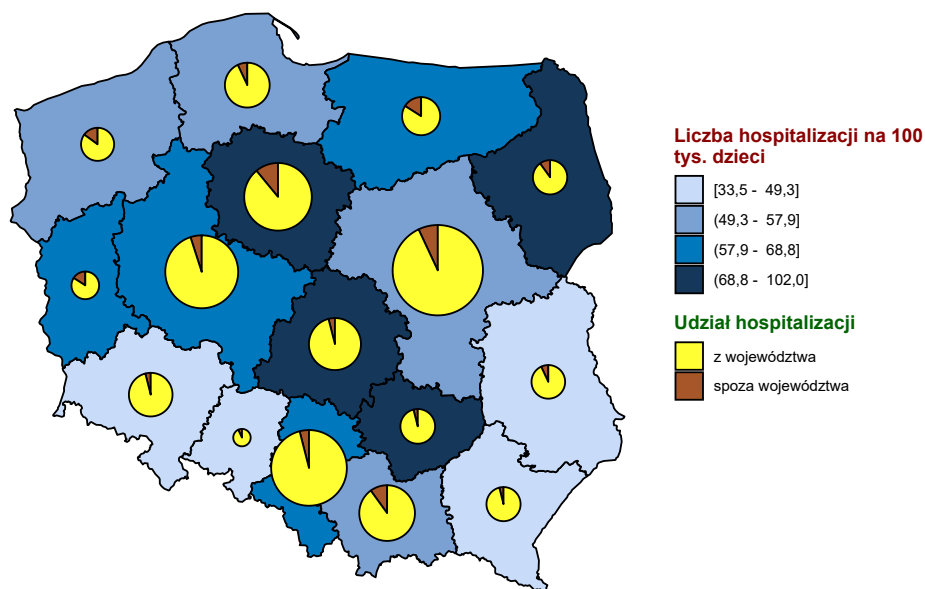 Liczba hospitalizacji na 100
tys. dzieci
[33,5 - 49,3]
(49,3 - 57,9]
(57,9 - 68,8]
(68,8 - 102,0]
Udział hospitalizacji
z województwa
spoza województwa